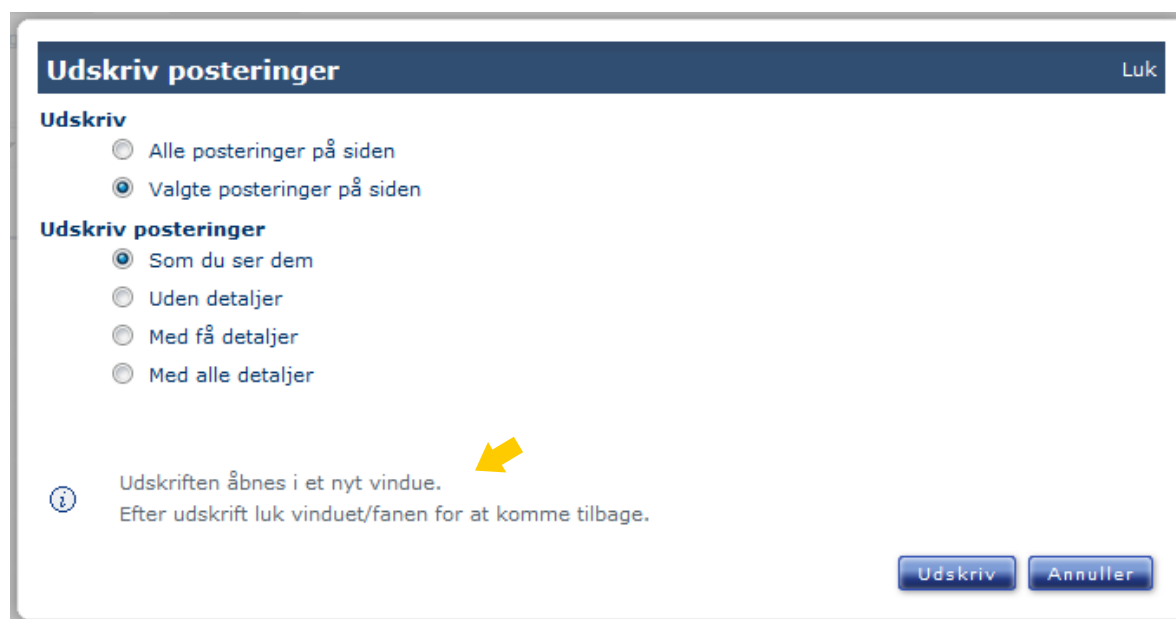 Udskriv posteringer
Luk
Udskriv
Alle posteringer på siden
Valgte posteringer på siden
Udskriv posteringer
Som du ser dem
Uden detaljer
Med få detaljer
Med alle detaljer
Udskriften åbnes i et nyt vindue.
Efter udskrift luk vinduet/fanen for at komme tilbage.
Udskriv
Annuller